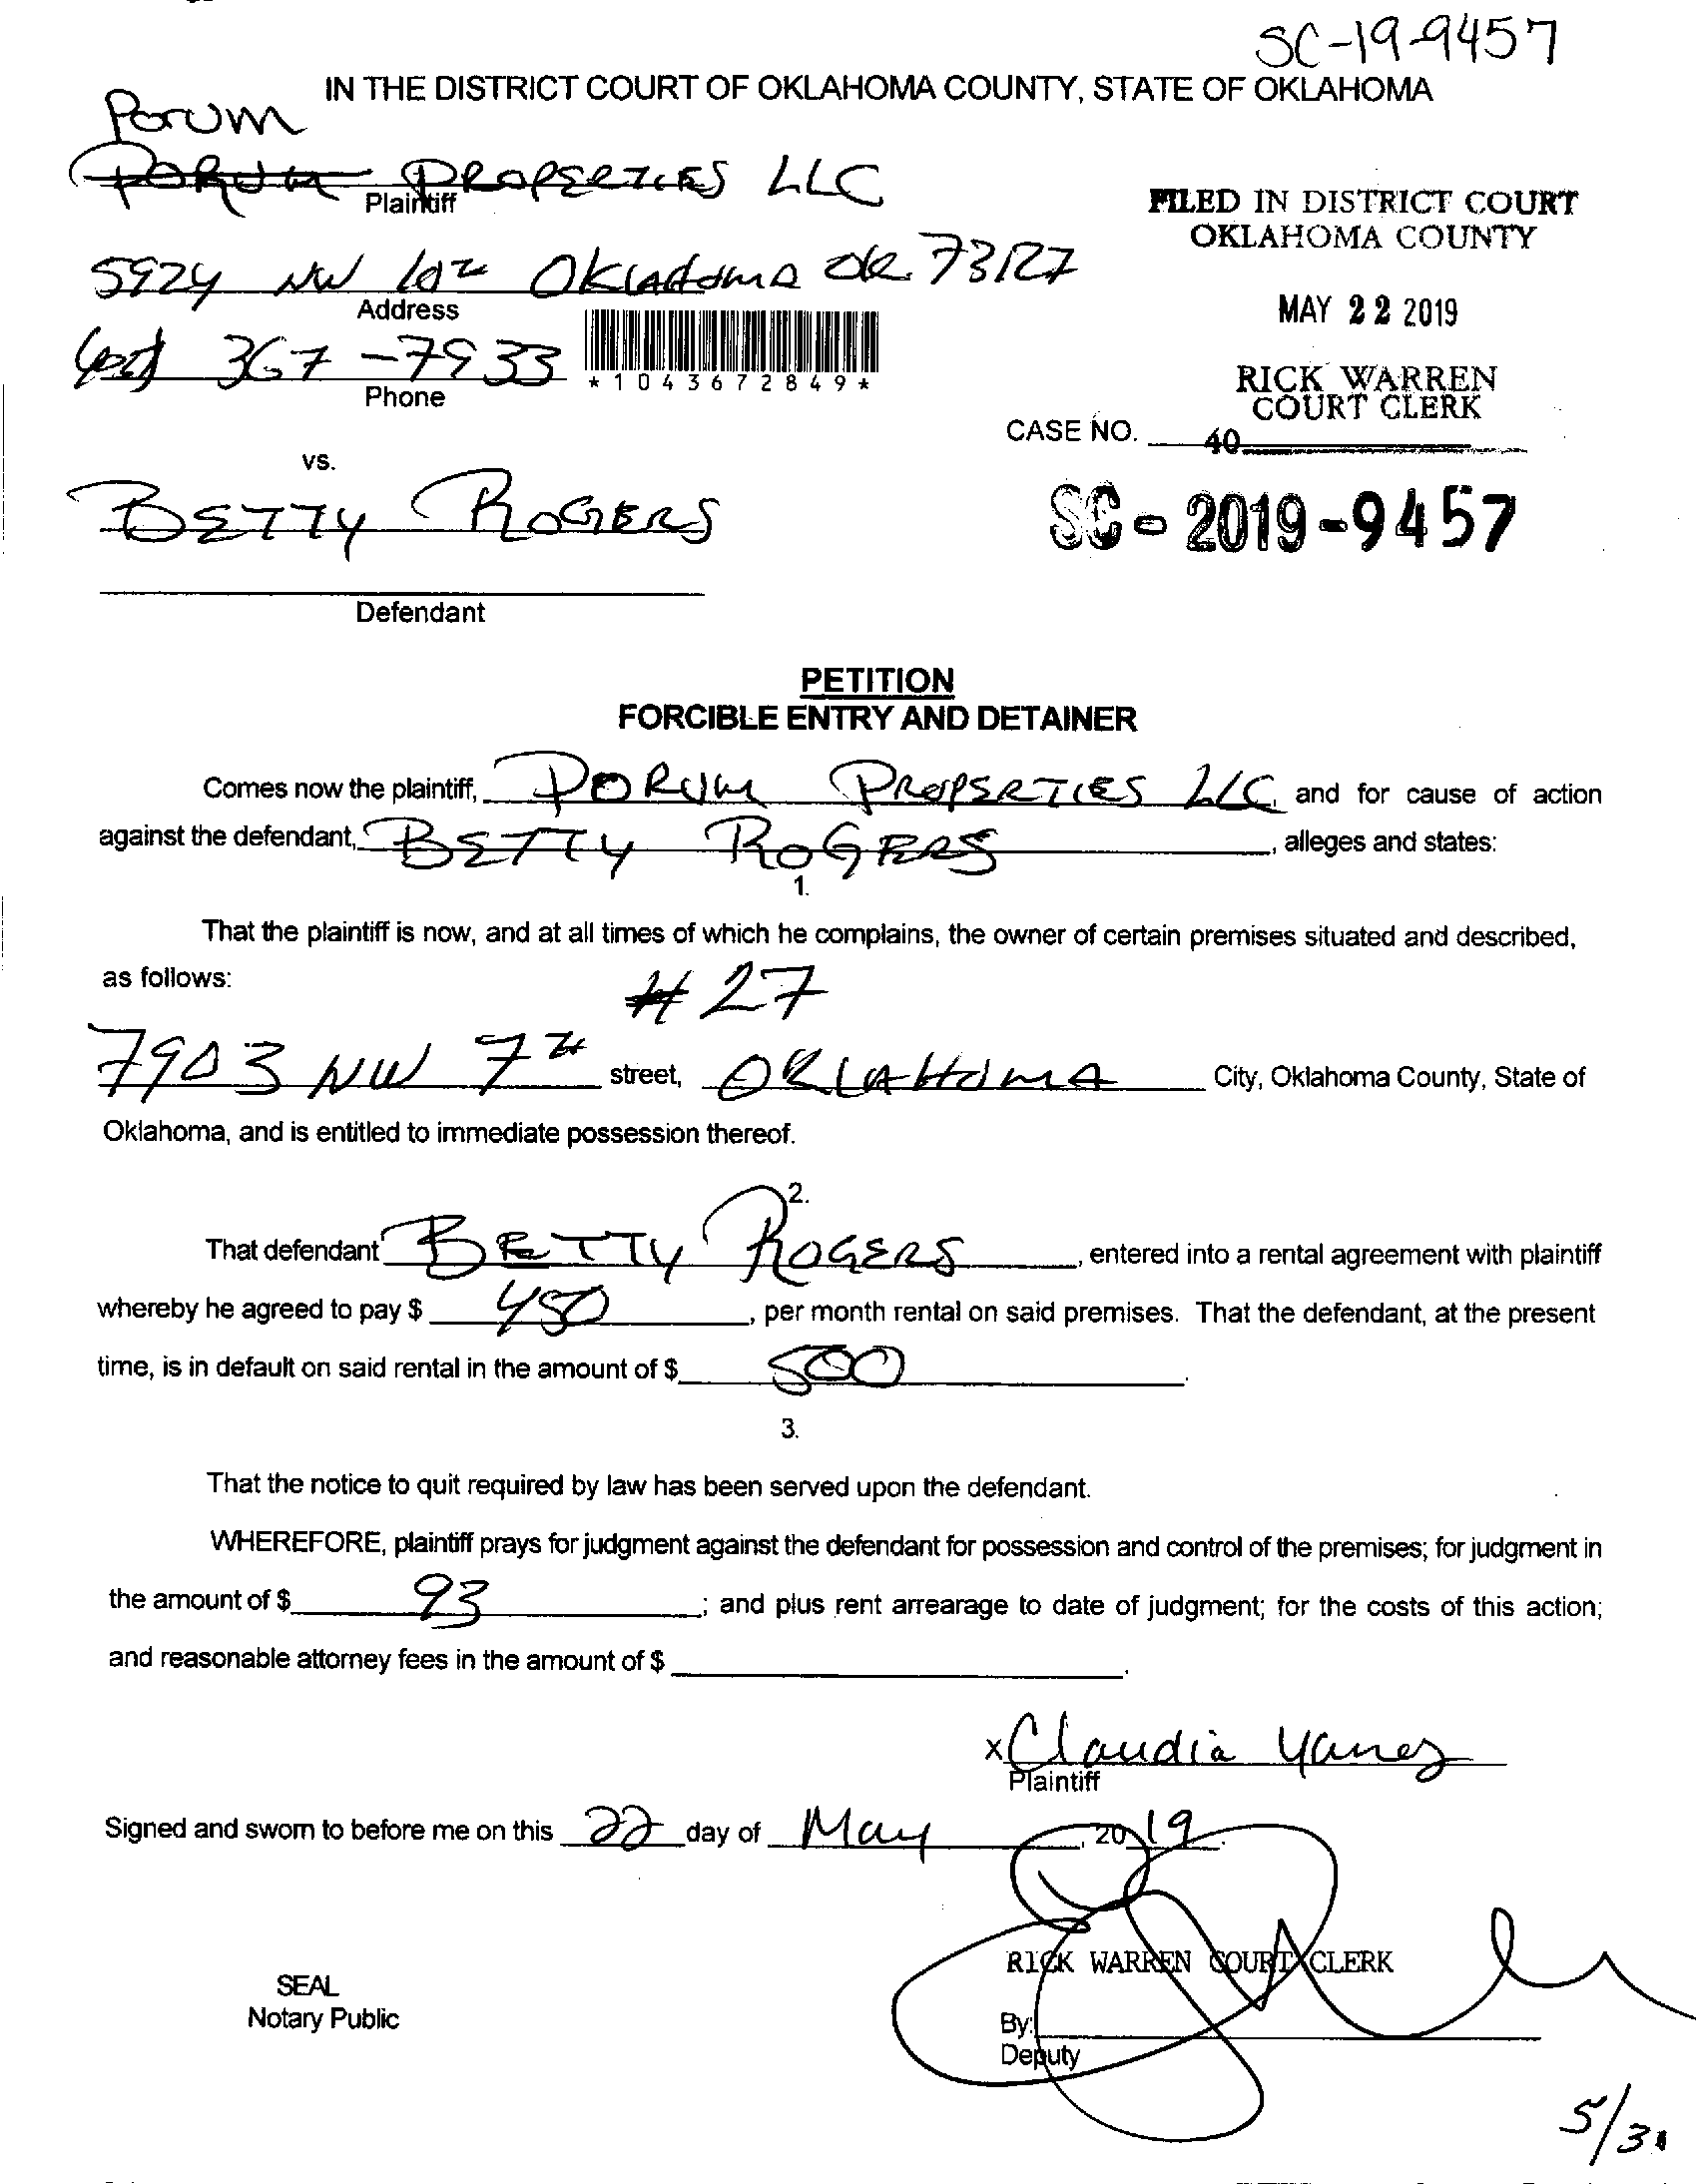 SC-19-9457
IN THE DISTRICT COURT OF OKLAHOMA COUNTY, STATE OF OKLAHOMA
Porum
PORUM PROPERTIES LLC
Plaintiff
FILED IN DISTRICT COURT
OKLAHOMA COUNTY
5924 NW 10th OKLAHOMA OK 73127
Address
MAY 22 2019
(405) 367-7933
Phone
*1043672849*
RICK WARREN
COURT CLERK
CASE NO.
40
vs.
BETTY ROGERS
SC-2019-9457
Defendant
PETITION
FORCIBLE ENTRY AND DETAINER
Comes now the plaintiff, PORUM PROPERTIES LLC, and for cause of action
against the defendant, BETTY ROGERS, alleges and states:
1.
That the plaintiff is now, and at all times of which he complains, the owner of certain premises situated and described,
as follows:
#27
7903 NW 7th street, OKLAHOMA City, Oklahoma County, State of
Oklahoma, and is entitled to immediate possession thereof.
2.
That defendant BETTY ROGERS, entered into a rental agreement with plaintiff
whereby he agreed to pay $ 450, per month rental on said premises. That the defendant, at the present
time, is in default on said rental in the amount of $ 500.
3.
That the notice to quit required by law has been served upon the defendant.
WHEREFORE, plaintiff prays for judgment against the defendant for possession and control of the premises; for judgment in
the amount of $ 93; and plus rent arrearage to date of judgment; for the costs of this action;
and reasonable attorney fees in the amount of $ .
x Claudia Yanez
Plaintiff
Signed and sworn to before me on this 22 day of May, 2019.
RICK WARREN COURT CLERK
SEAL
Notary Public
By:
Deputy